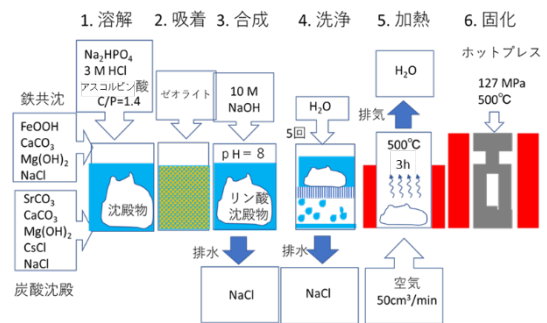 1. 溶解
2. 吸着
3. 合成
4. 洗浄
5. 加熱
6. 固化
Na₂HPO₄
3 M HCl
アスコルビン酸
C/P=1.4
ゼオライト
10 M
NaOH
H₂O
5回
H₂O
排気
ホットプレス
127 MPa
500℃
鉄共沈
FeOOH
CaCO₃
Mg(OH)₂
NaCl
沈殿物
pH=8
リン酸
沈殿物
500℃
3h
SrCO₃
CaCO₃
Mg(OH)₂
CsCl
NaCl
炭酸沈殿
排水
NaCl
排水
NaCl
空気
50cm³/min